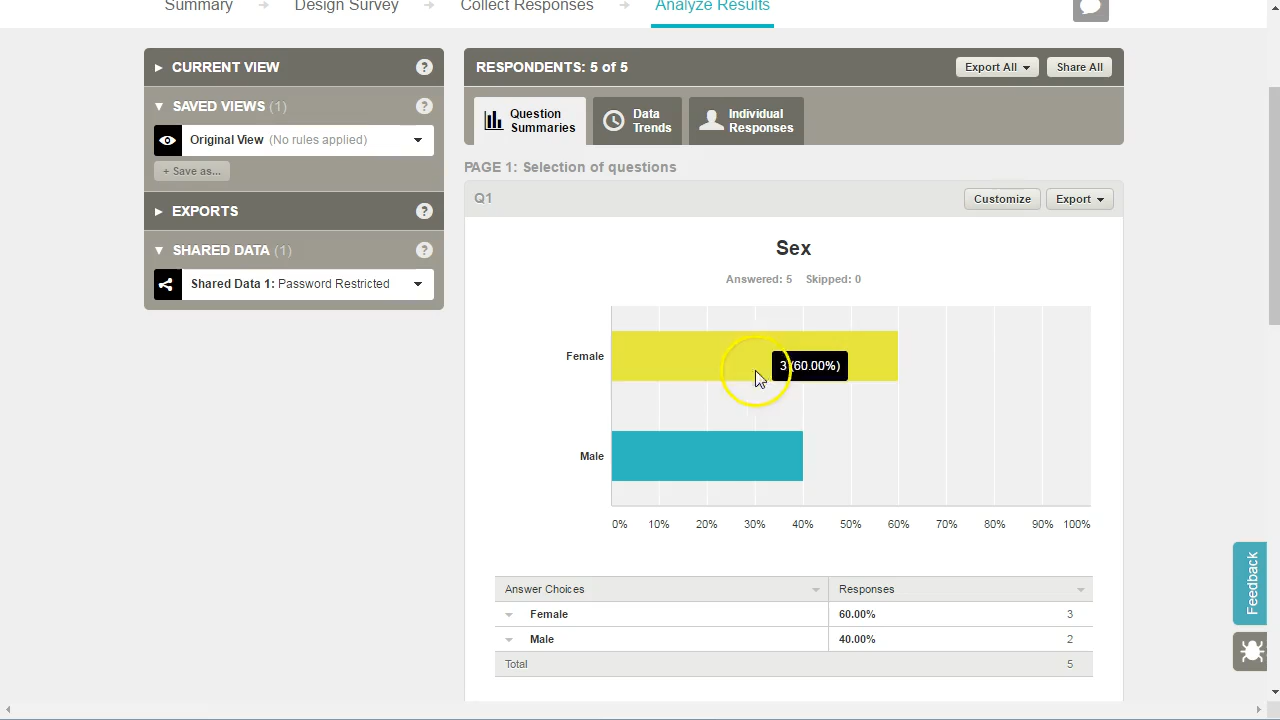 Summary Design Survey Collect Responses Analyze Results
CURRENT VIEW ?
SAVED VIEWS (1) ?
Original View (No rules applied)
+ Save as...
EXPORTS ?
SHARED DATA (1) ?
Shared Data 1: Password Restricted
RESPONDENTS: 5 of 5 Export All Share All
Question
Summaries
Data
Trends
Individual
Responses
PAGE 1: Selection of questions
Q1 Customize Export
Sex
Answered: 5 Skipped: 0
Female
3 (60.00%)
Male
0% 10% 20% 30% 40% 50% 60% 70% 80% 90% 100%
Answer Choices Responses
Female 60.00% 3
Male 40.00% 2
Total 5
Feedback